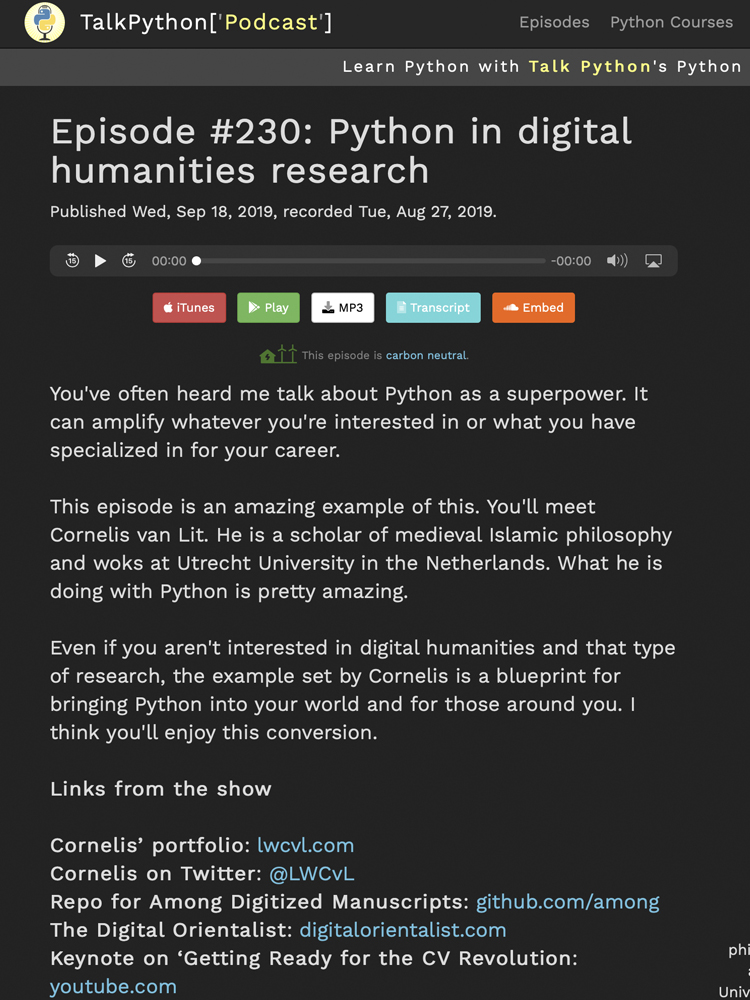 TalkPython['Podcast']
Episodes Python Courses
Learn Python with Talk Python's Python
Episode #230: Python in digital
humanities research
Published Wed, Sep 18, 2019, recorded Tue, Aug 27, 2019.
15 15 00:00 -00:00
iTunes Play MP3 Transcript Embed
This episode is carbon neutral.
You've often heard me talk about Python as a superpower. It
can amplify whatever you're interested in or what you have
specialized in for your career.
This episode is an amazing example of this. You'll meet
Cornelis van Lit. He is a scholar of medieval Islamic philosophy
and woks at Utrecht University in the Netherlands. What he is
doing with Python is pretty amazing.
Even if you aren't interested in digital humanities and that type
of research, the example set by Cornelis is a blueprint for
bringing Python into your world and for those around you. I
think you'll enjoy this conversion.
Links from the show
Cornelis’ portfolio: lwcvl.com
Cornelis on Twitter: @LWCvL
Repo for Among Digitized Manuscripts: github.com/among
The Digital Orientalist: digitalorientalist.com
Keynote on ‘Getting Ready for the CV Revolution:
youtube.com
phi
Univ